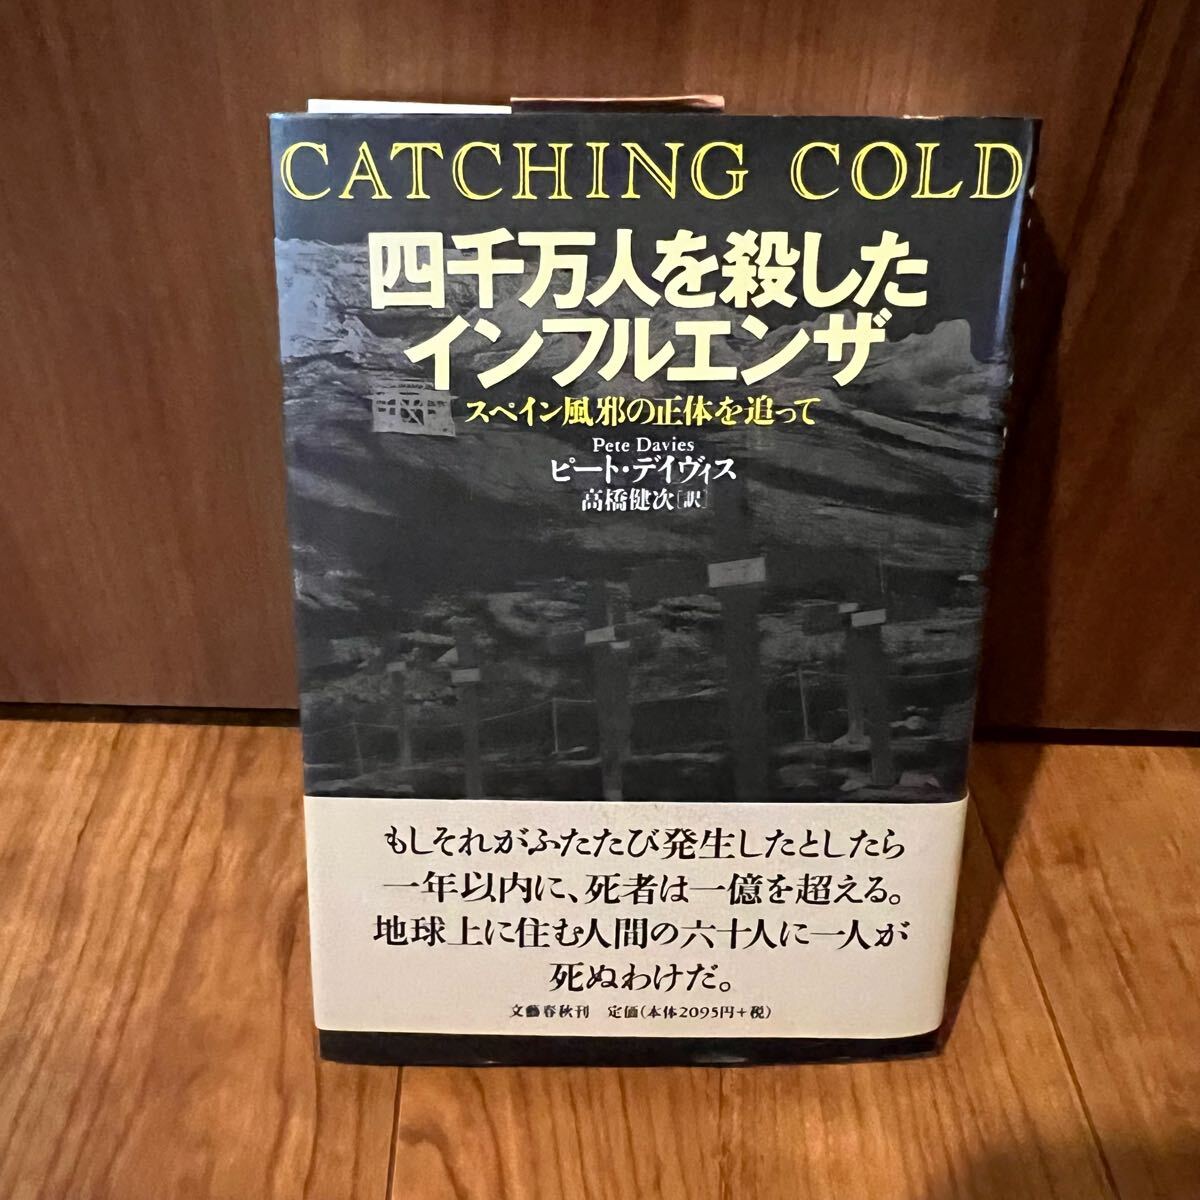 CATCHING COLD
四千万人を殺した
インフルエンザ
スペイン風邪の正体を追って
Pete Davies
ピート・デイヴィス
高橋健次[訳]
もしそれがふたたび発生したとしたら
一年以内に、死者は一億を超える。
地球上に住む人間の六十人に一人が
死ぬわけだ。
文藝春秋刊 定価(本体2095円+税)